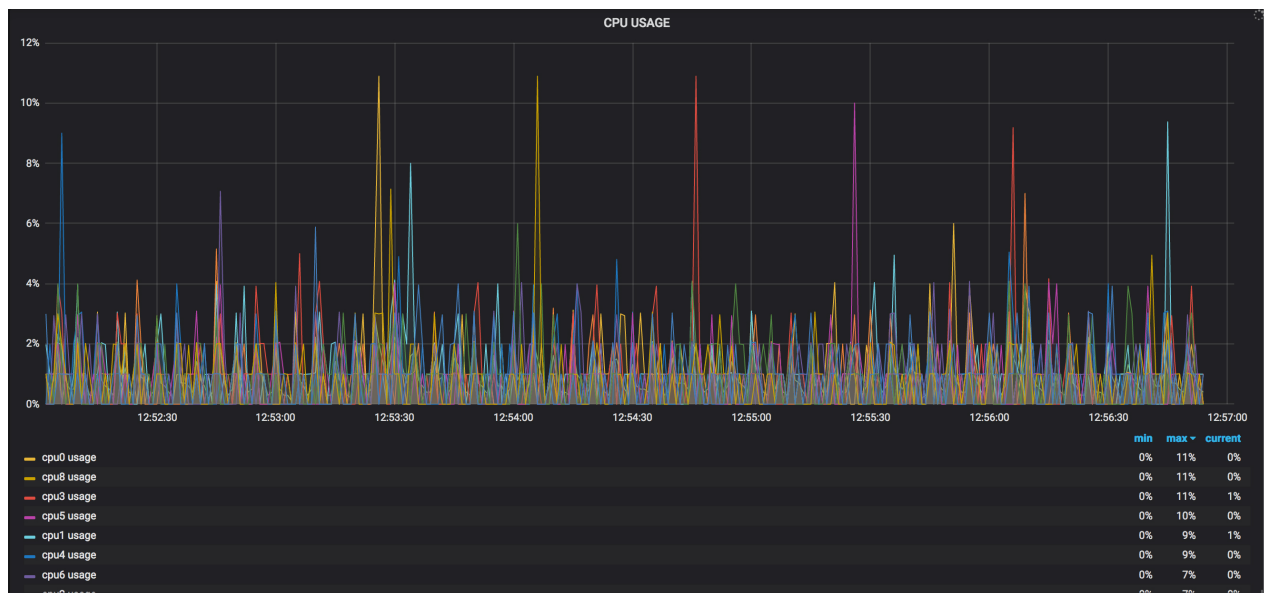 CPU USAGE
12%
10%
8%
6%
4%
2%
0%
12:52:30 12:53:00 12:53:30 12:54:00 12:54:30 12:55:00 12:55:30 12:56:00 12:56:30 12:57:00
min max current
cpu0 usage 0% 11% 0%
cpu8 usage 0% 11% 0%
cpu3 usage 0% 11% 1%
cpu5 usage 0% 10% 0%
cpu1 usage 0% 9% 1%
cpu4 usage 0% 9% 0%
cpu6 usage 0% 7% 0%